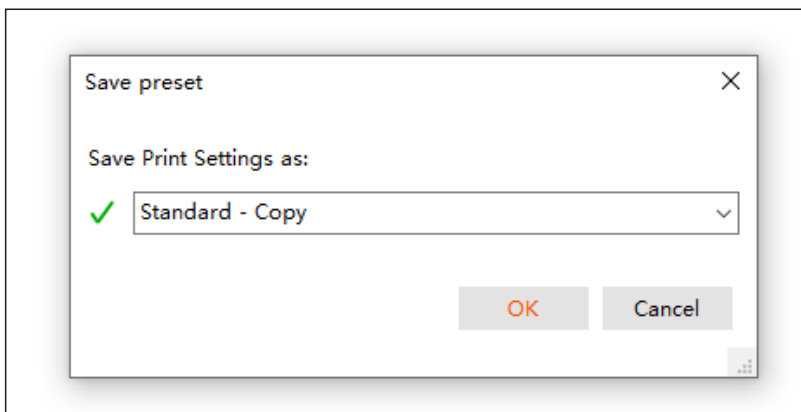 Save preset
Save Print Settings as:
Standard - Copy
OK
Cancel